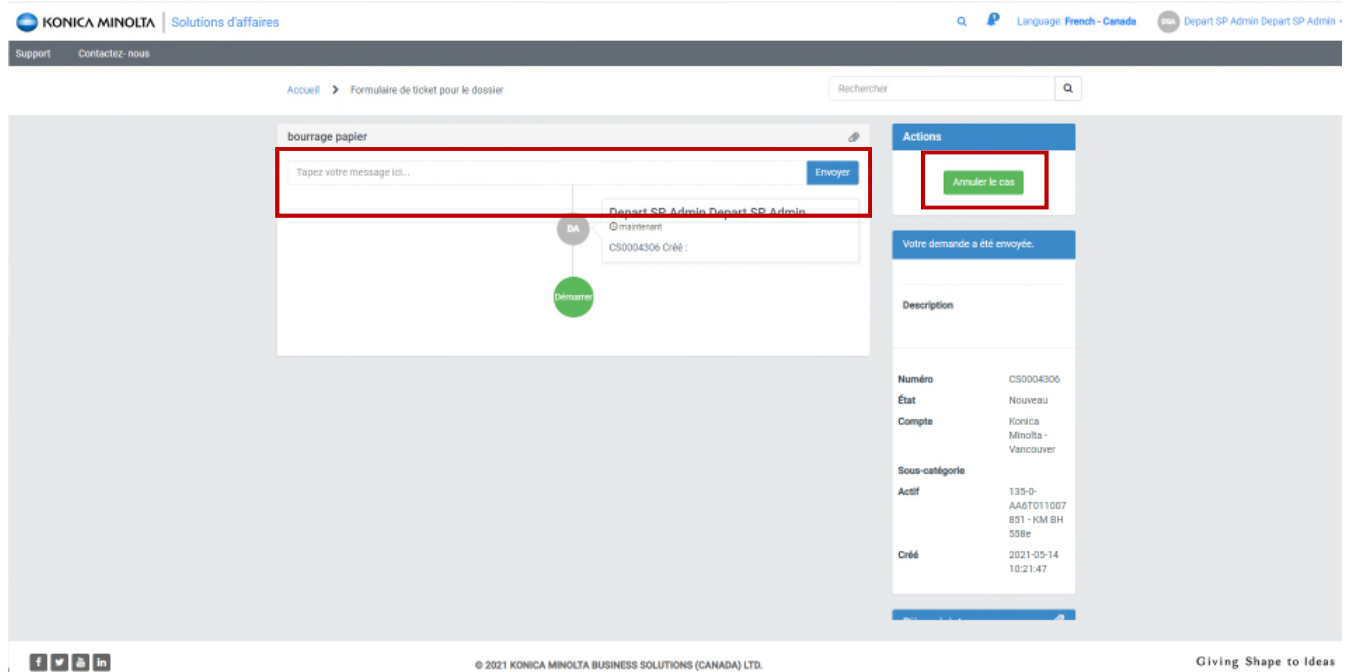 KONICA MINOLTA Solutions d'affaires
Language: French - Canada
DSA Depart SP Admin Depart SP Admin
Support Contactez- nous
Accueil Formulaire de ticket pour le dossier
Rechercher
bourrage papier
Actions
Tapez votre message ici... Envoyer
Annuler le cas
Depart SP Admin Depart SP Admin
DA
maintenant
CS0004306 Créé :
Démarrer
Votre demande a été envoyée.
Description
Numéro CS0004306
État Nouveau
Compte Konica
Minolta -
Vancouver
Sous-catégorie
Actif 135-0-
AA6T011007
851 - KM BH
558e
Créé 2021-05-14
10:21:47
© 2021 KONICA MINOLTA BUSINESS SOLUTIONS (CANADA) LTD.
Giving Shape to Ideas